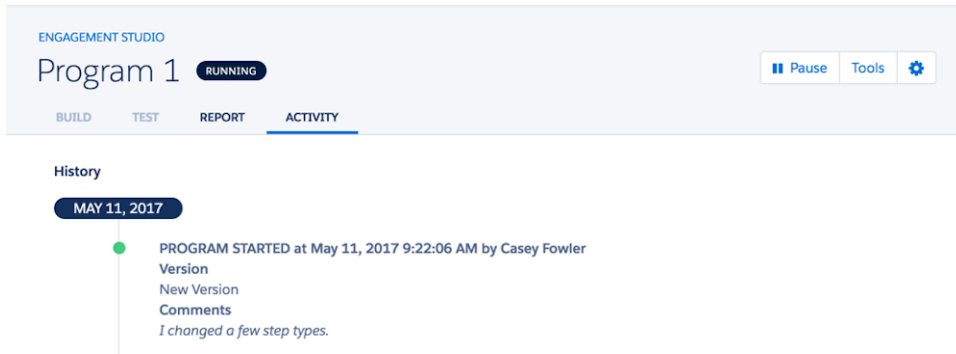 ENGAGEMENT STUDIO
Program 1 RUNNING
Pause Tools
BUILD TEST REPORT ACTIVITY
History
MAY 11, 2017
PROGRAM STARTED at May 11, 2017 9:22:06 AM by Casey Fowler
Version
New Version
Comments
I changed a few step types.